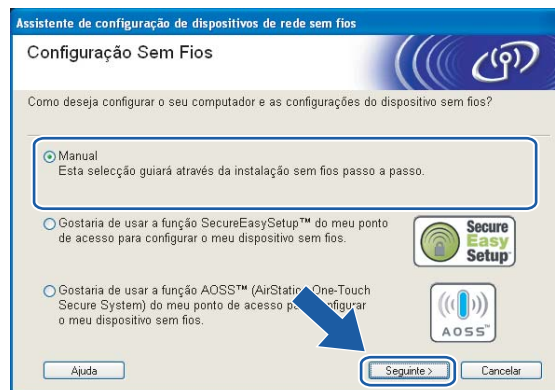 Assistente de configuração de dispositivos de rede sem fios
Configuração Sem Fios
Como deseja configurar o seu computador e as configurações do dispositivo sem fios?
Manual
Esta selecção guiará através da instalação sem fios passo a passo.
Gostaria de usar a função SecureEasySetup™ do meu ponto
de acesso para configurar o meu dispositivo sem fios.
Secure
Easy
Setup
Gostaria de usar a função AOSS™ (AirStation One-Touch
Secure System) do meu ponto de acesso
o meu dispositivo sem fios.
AOSS™
Ajuda
Seguinte >
Cancelar